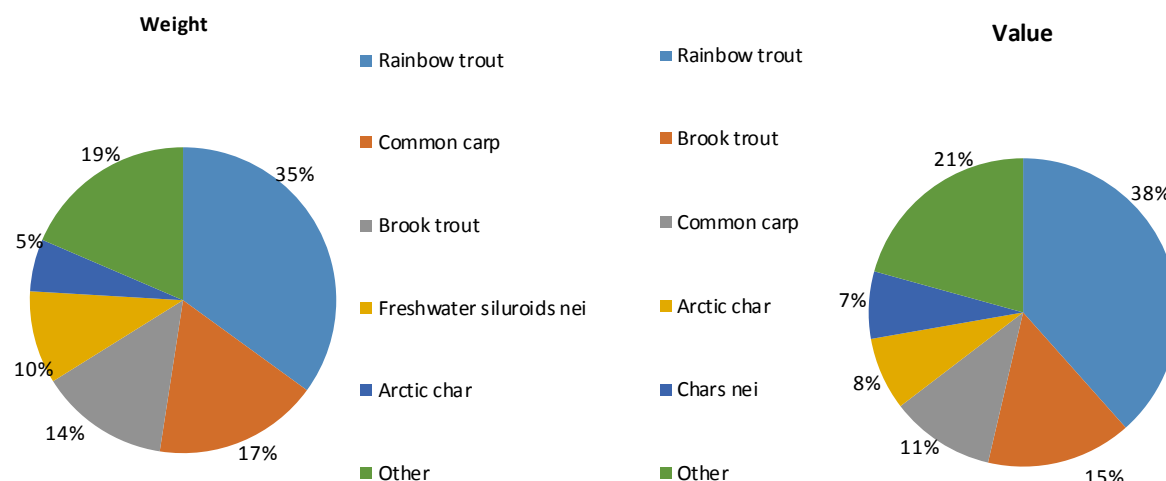 Weight
Rainbow trout
Common carp
Brook trout
Freshwater siluroids nei
Arctic char
Other
35%
17%
14%
10%
5%
19%
Value
Rainbow trout
Brook trout
Common carp
Arctic char
Chars nei
Other
38%
15%
11%
8%
7%
21%